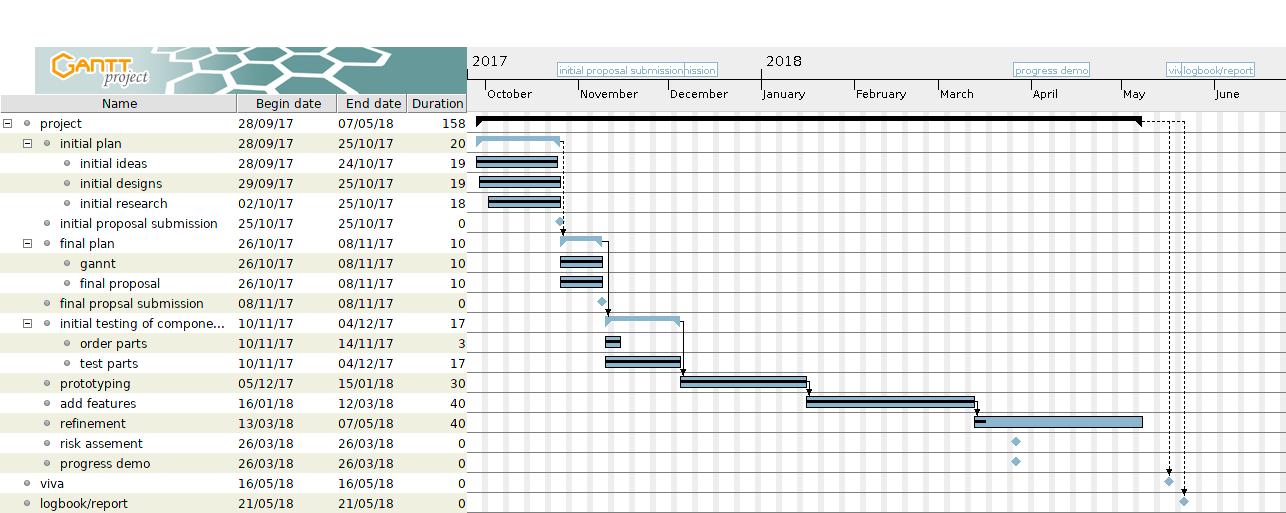 GANTT
project
2017
2018
initial proposal submission
ission
progress demo
viv
logbook/report
October
November
December
January
February
March
April
May
June
Name Begin date End date Duration
project 28/09/17 07/05/18 158
initial plan 28/09/17 25/10/17 20
initial ideas 28/09/17 24/10/17 19
initial designs 29/09/17 25/10/17 19
initial research 02/10/17 25/10/17 18
initial proposal submission 25/10/17 25/10/17 0
final plan 26/10/17 08/11/17 10
gannt 26/10/17 08/11/17 10
final proposal 26/10/17 08/11/17 10
final propsal submission 08/11/17 08/11/17 0
initial testing of compone... 10/11/17 04/12/17 17
order parts 10/11/17 14/11/17 3
test parts 10/11/17 04/12/17 17
prototyping 05/12/17 15/01/18 30
add features 16/01/18 12/03/18 40
refinement 13/03/18 07/05/18 40
risk assement 26/03/18 26/03/18 0
progress demo 26/03/18 26/03/18 0
viva 16/05/18 16/05/18 0
logbook/report 21/05/18 21/05/18 0